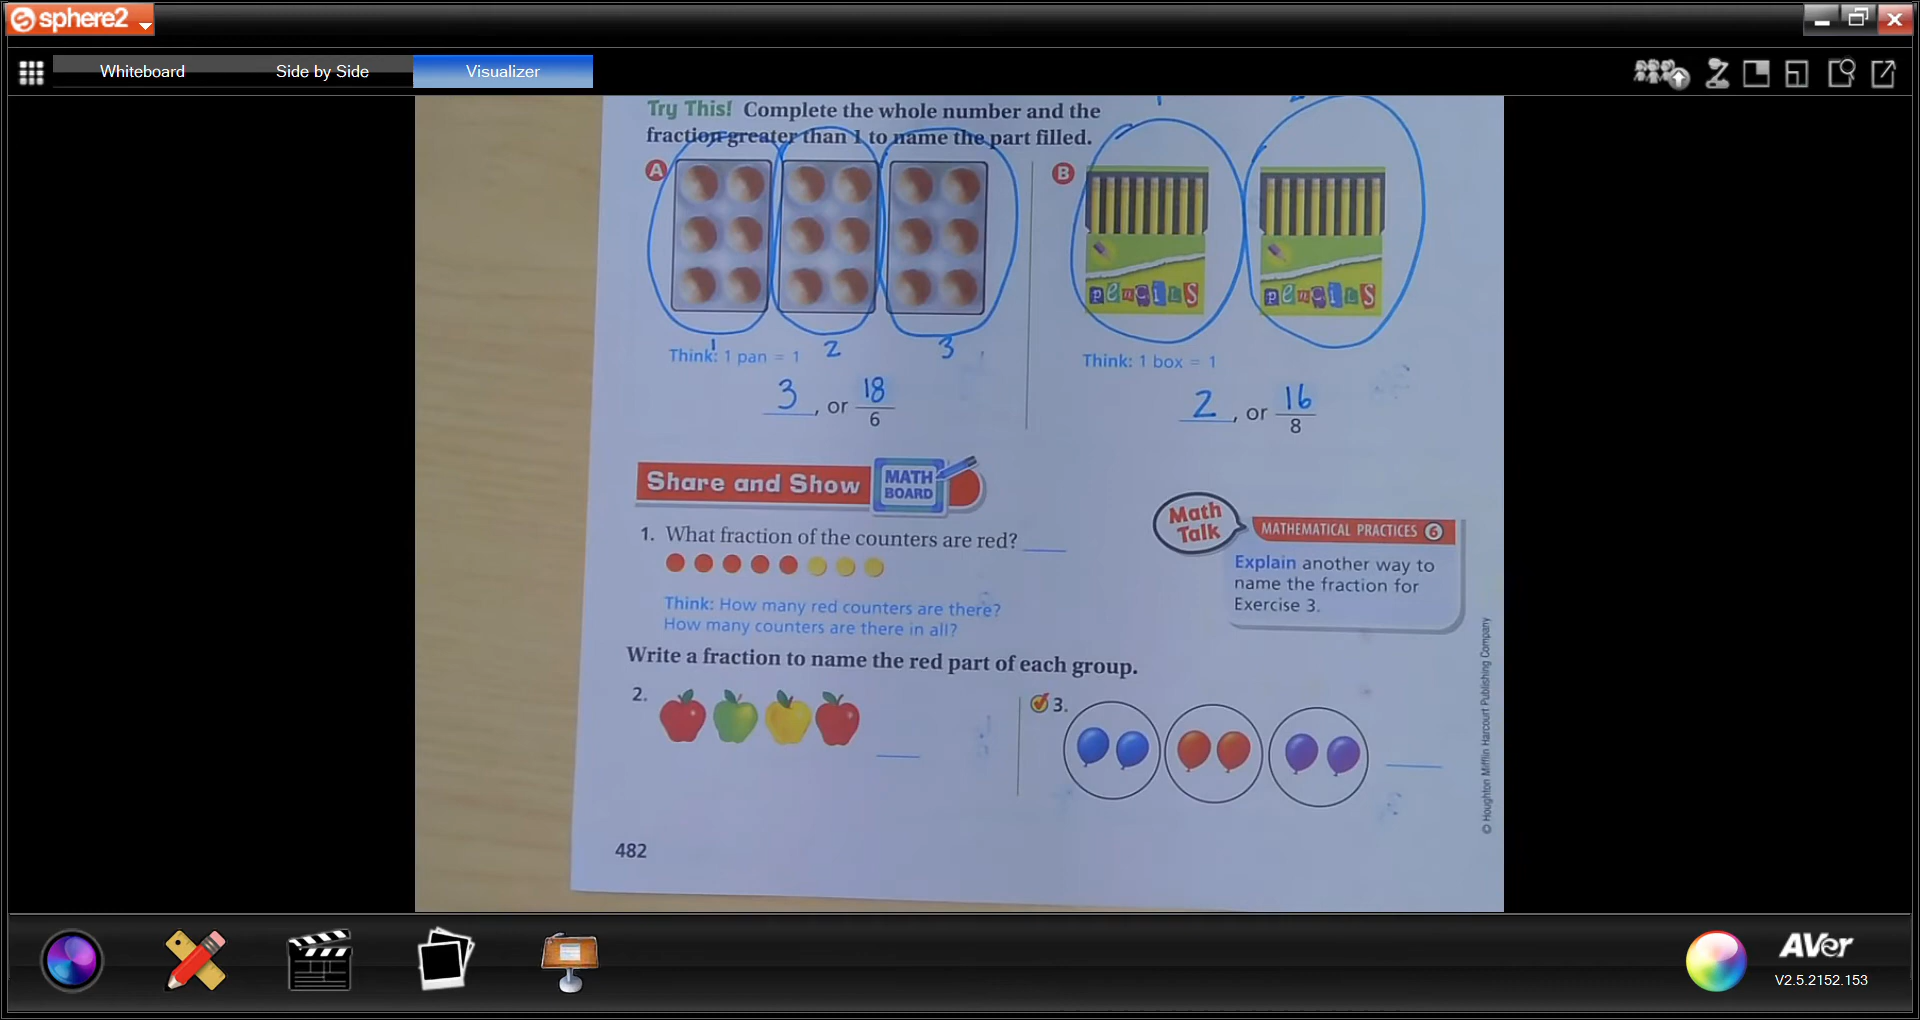 sphere2
Whiteboard
Side by Side
Visualizer
Try This! Complete the whole number and the
fraction greater than 1 to name the part filled.
A
B
PENCILS
PENCILS
1
2
3
Think: 1 pan = 1
Think: 1 box = 1
3, or 18/6
2, or 16/8
Share and Show
MATH
BOARD
Math
Talk
MATHEMATICAL PRACTICES 6
Explain another way to
name the fraction for
Exercise 3.
1. What fraction of the counters are red?
Think: How many red counters are there?
How many counters are there in all?
Write a fraction to name the red part of each group.
2.
3.
482
© Houghton Mifflin Harcourt Publishing Company
AVer
V2.5.2152.153